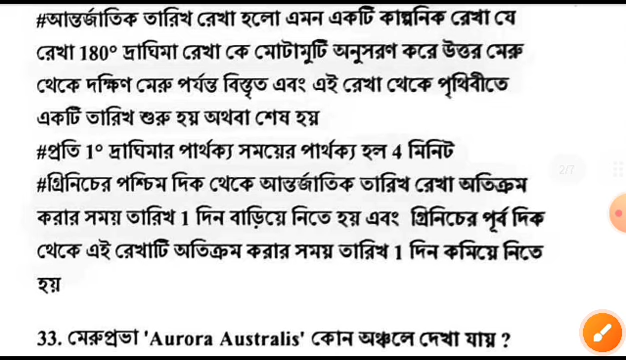 #আন্তর্জাতিক তারিখ রেখা হলো এমন একটি কাল্পনিক রেখা যে
রেখা 180° দ্রাঘিমা রেখা কে মোটামুটি অনুসরণ করে উত্তর মেরু
থেকে দক্ষিণ মেরু পর্যন্ত বিস্তৃত এবং এই রেখা থেকে পৃথিবীতে
একটি তারিখ শুরু হয় অথবা শেষ হয়
#প্রতি 1° দ্রাঘিমার পার্থক্য সময়ের পার্থক্য হল 4 মিনিট
2/7
#গ্রিনিচের পশ্চিম দিক থেকে আন্তর্জাতিক তারিখ রেখা অতিক্রম
করার সময় তারিখ 1 দিন বাড়িয়ে নিতে হয় এবং গ্রিনিচের পূর্ব দিক
থেকে এই রেখাটি অতিক্রম করার সময় তারিখ 1 দিন কমিয়ে নিতে
হয়
33. মেরুপ্রভা 'Aurora Australis' কোন অঞ্চলে দেখা যায় ?